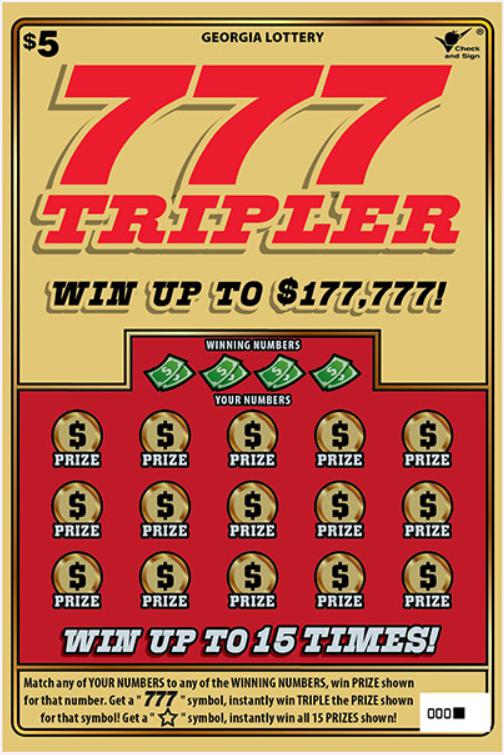 $5
GEORGIA LOTTERY
Check
and Sign
®
777
TRIPLER
WIN UP TO $177,777!
WINNING NUMBERS
$ $ $ $
YOUR NUMBERS
$ $ $ $ $
PRIZE PRIZE PRIZE PRIZE PRIZE
$ $ $ $ $
PRIZE PRIZE PRIZE PRIZE PRIZE
$ $ $ $ $
PRIZE PRIZE PRIZE PRIZE PRIZE
WIN UP TO 15 TIMES!
Match any of YOUR NUMBERS to any of the WINNING NUMBERS, win PRIZE shown
for that number. Get a "777" symbol, instantly win TRIPLE the PRIZE shown
for that symbol! Get a "☆" symbol, instantly win all 15 PRIZES shown!
000■